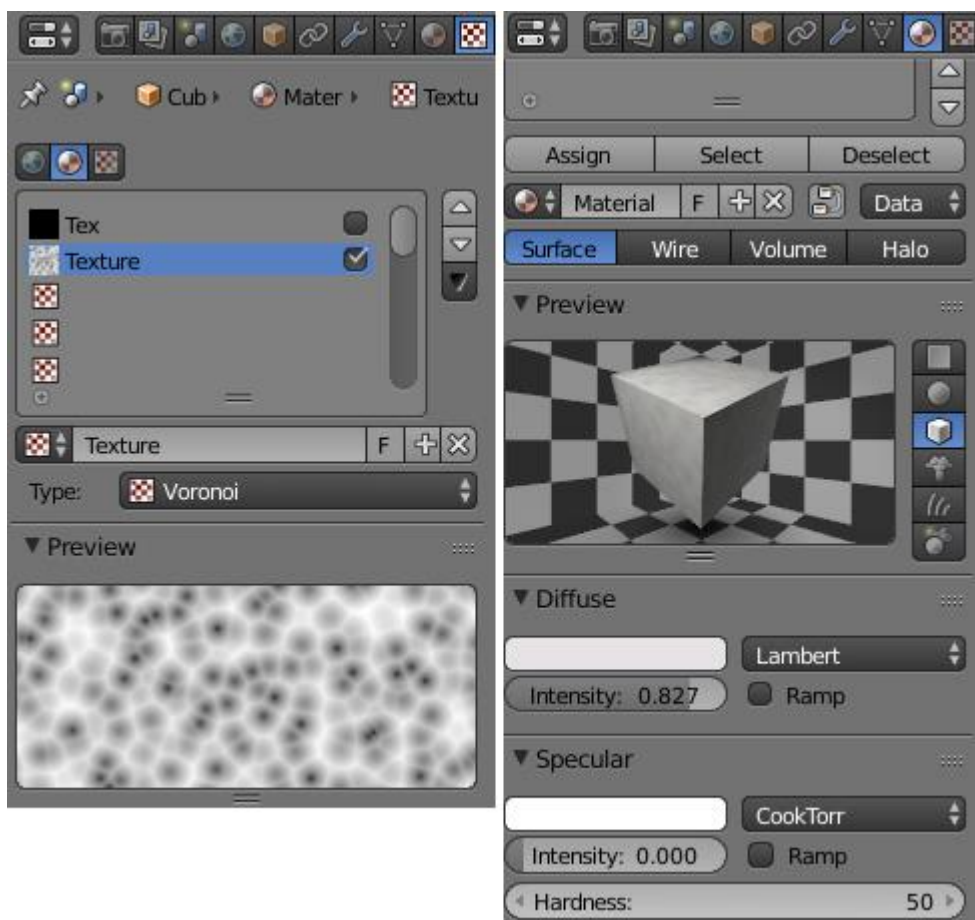 Cub Mater Textu
Tex
Texture
Texture F
Type: Voronoi
Preview
Assign Select Deselect
Material F Data
Surface Wire Volume Halo
Preview
Diffuse
Lambert
Intensity: 0.827 Ramp
Specular
CookTorr
Intensity: 0.000 Ramp
Hardness: 50